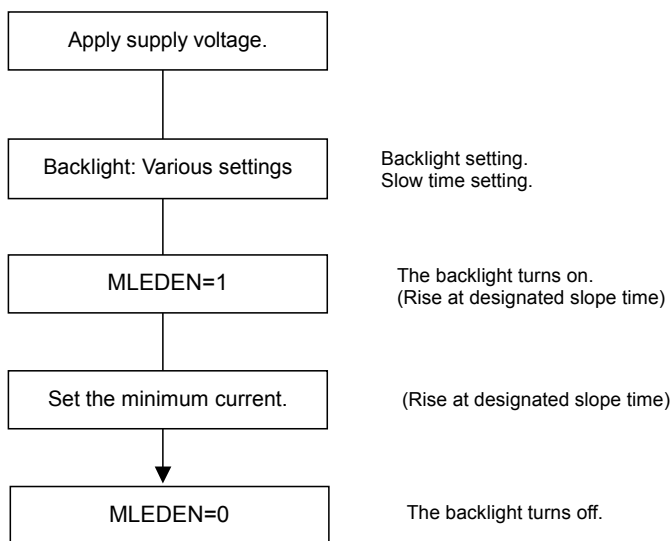 Apply supply voltage.
Backlight: Various settings
Backlight setting.
Slow time setting.
MLEDEN=1
The backlight turns on.
(Rise at designated slope time)
Set the minimum current.
(Rise at designated slope time)
MLEDEN=0
The backlight turns off.